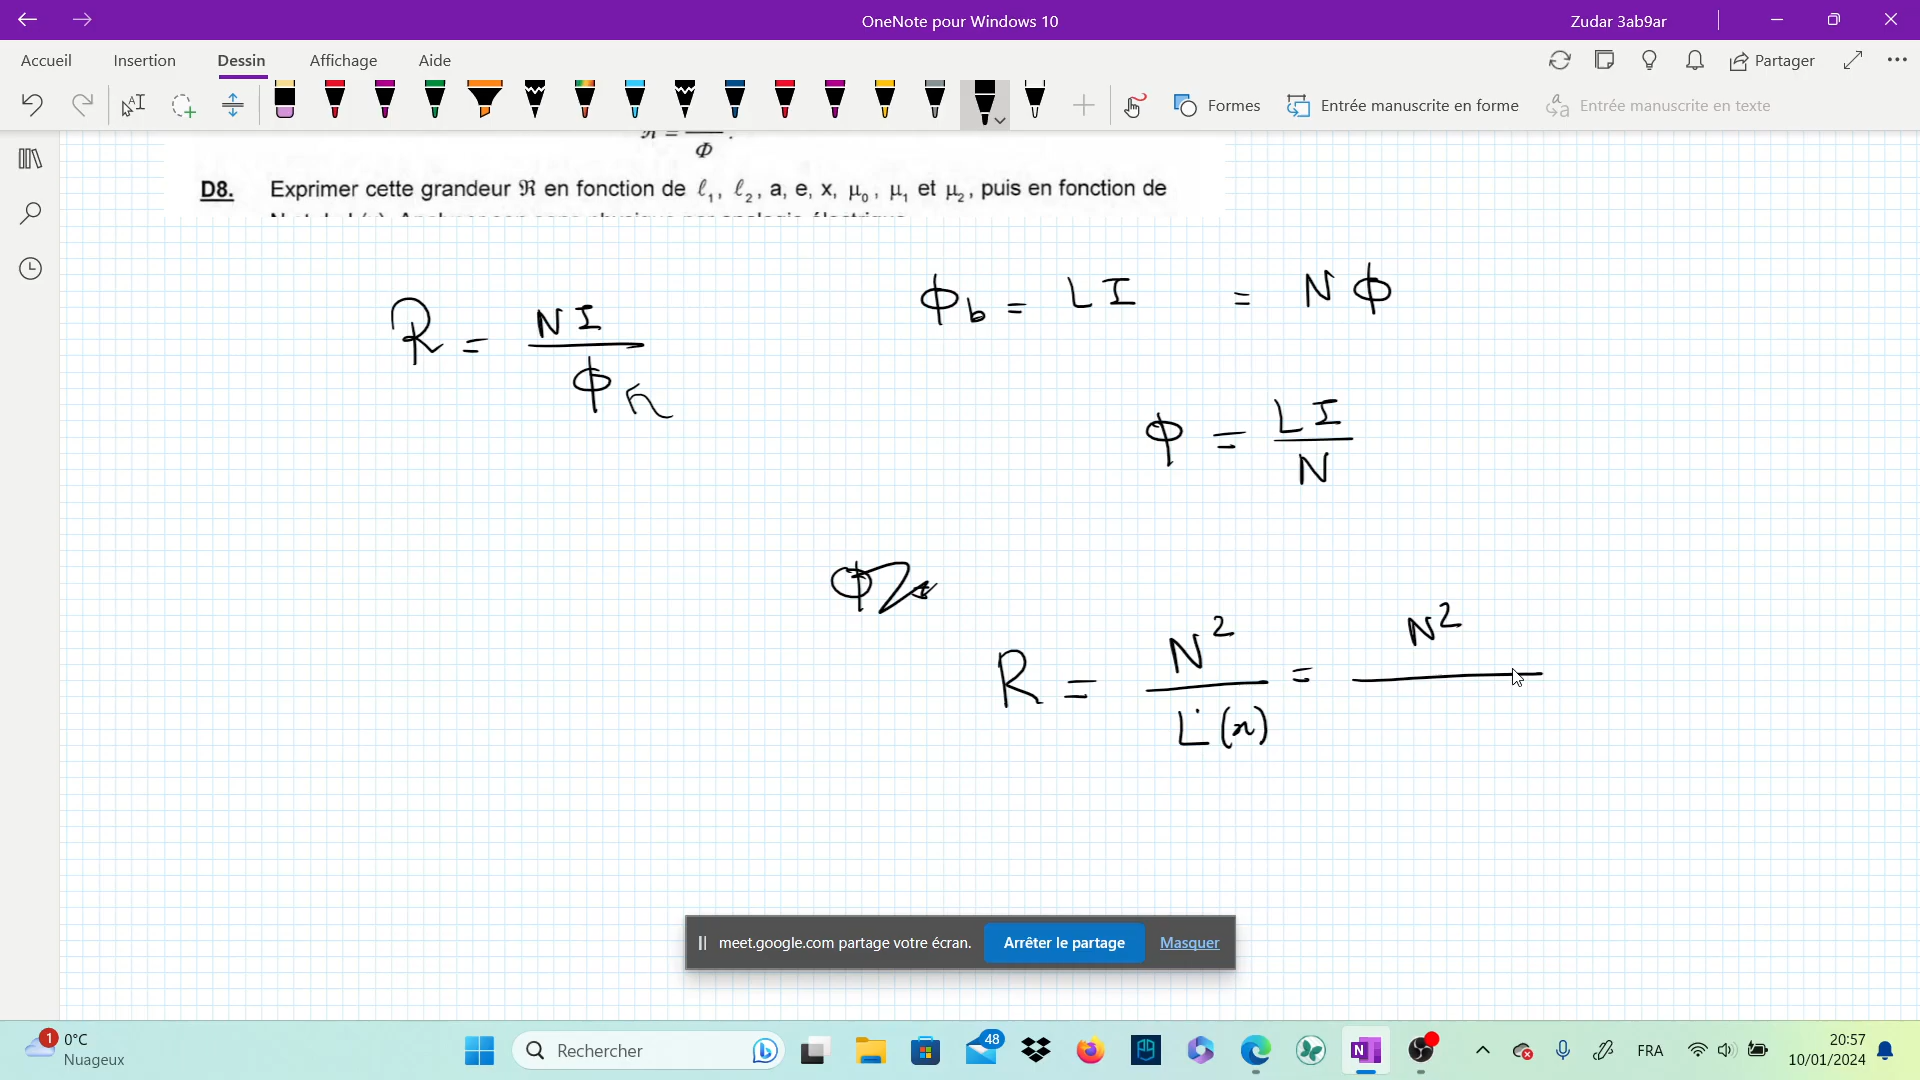 OneNote pour Windows 10
Zudar 3ab9ar
Accueil Insertion Dessin Affichage Aide
Partager
Formes Entrée manuscrite en forme Entrée manuscrite en texte
Φ
D8. Exprimer cette grandeur ℜ en fonction de ℓ₁, ℓ₂, a, e, x, μ₀, μ₁ et μ₂, puis en fonction de
R = NI / Φ
Φb = LI = NΦ
Φ = LI / N
Φ
R = N² / L(x) = N²
meet.google.com partage votre écran. Arrêter le partage Masquer
1 0°C
Nuageux
Rechercher
48
FRA
20:57
10/01/2024